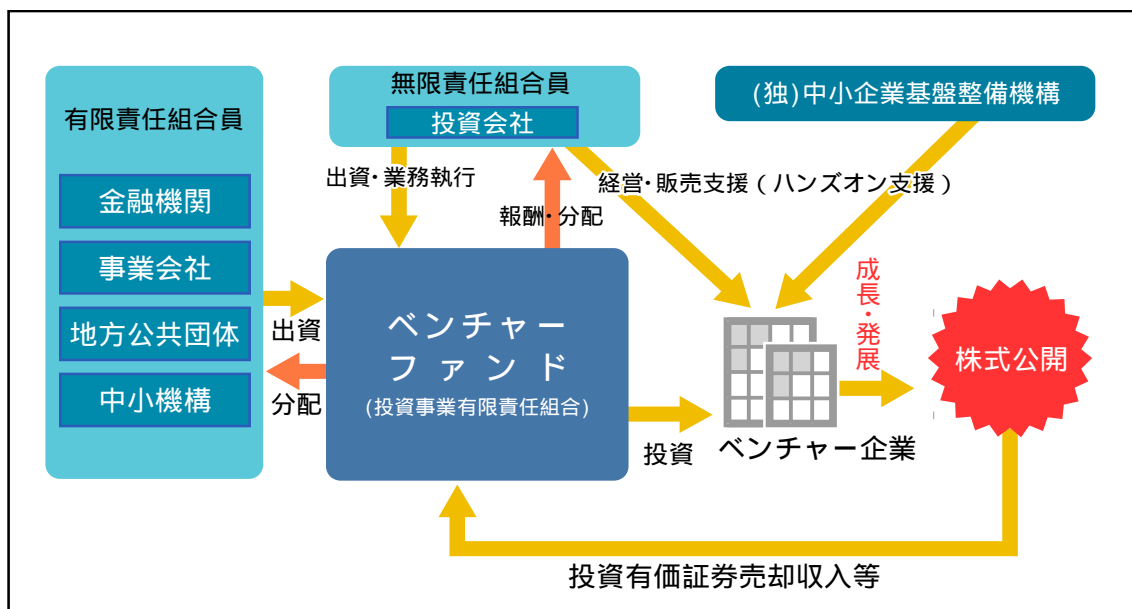 有限責任組合員
金融機関
事業会社
地方公共団体
中小機構
無限責任組合員
投資会社
(独)中小企業基盤整備機構
出資・業務執行
報酬・分配
経営・販売支援(ハンズオン支援)
出資
分配
ベンチャー
ファンド
(投資事業有限責任組合)
投資
ベンチャー企業
成長・発展
株式公開
投資有価証券売却収入等